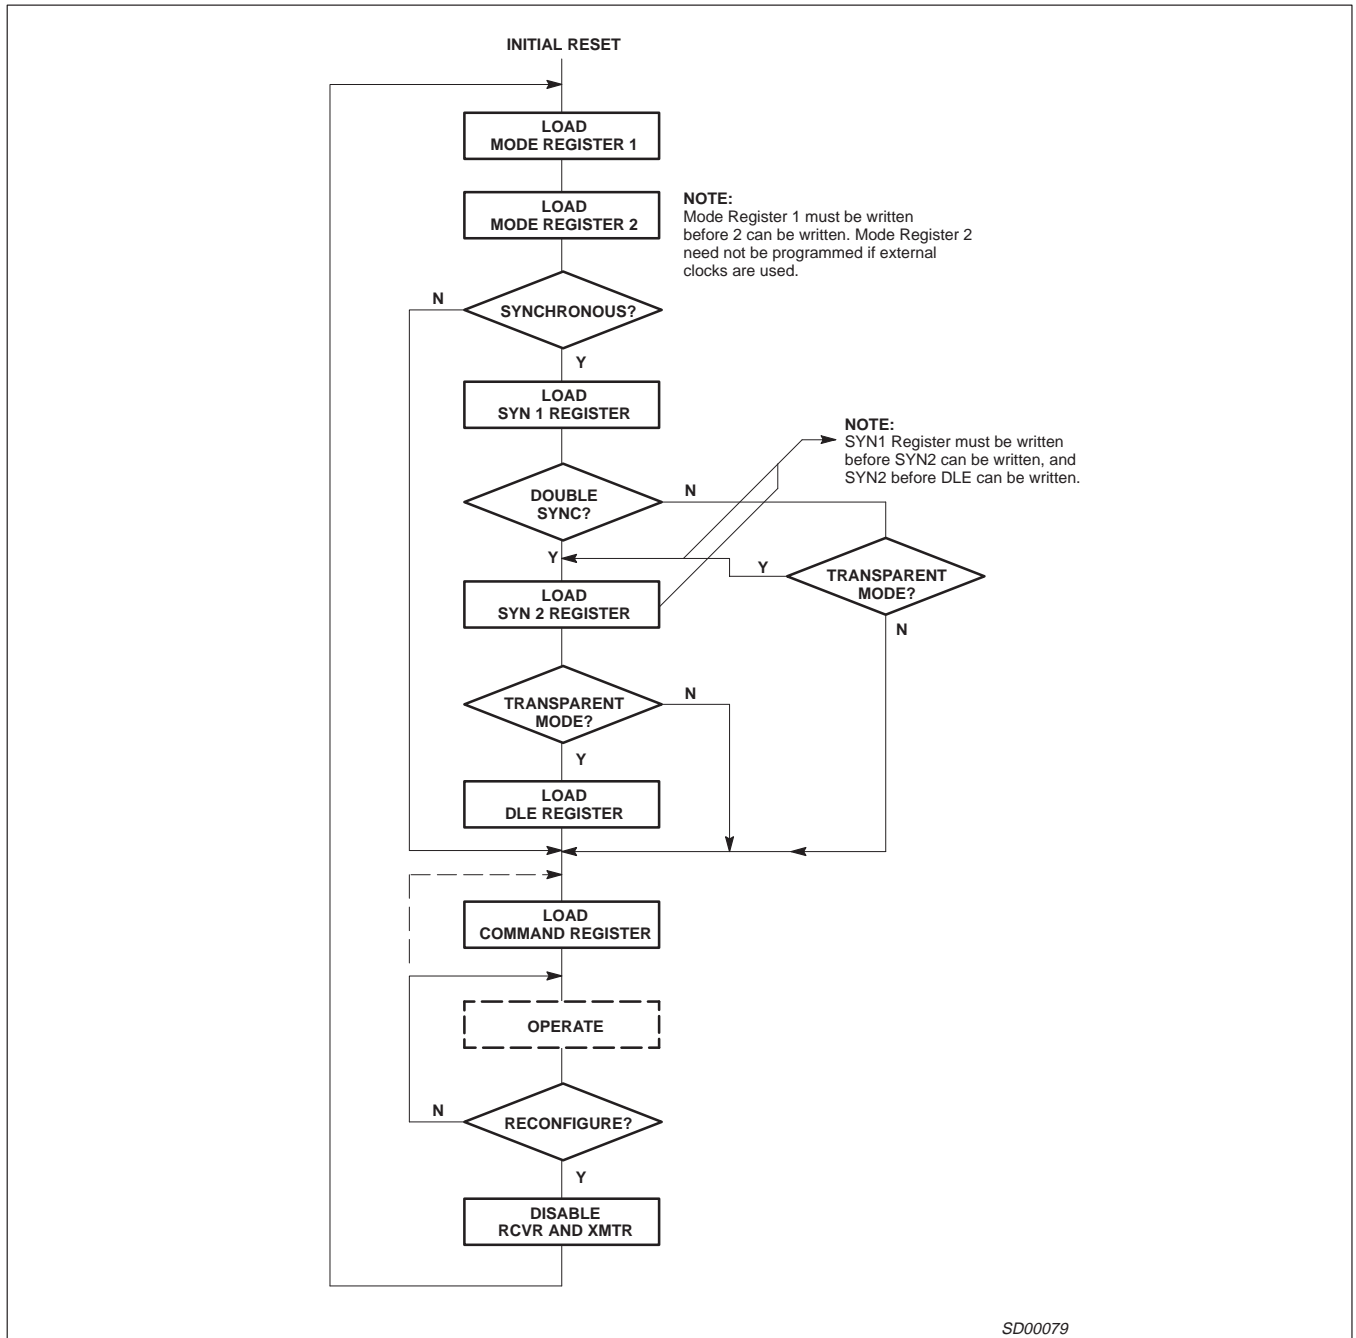 INITIAL RESET
LOAD
MODE REGISTER 1
LOAD
MODE REGISTER 2
NOTE:
Mode Register 1 must be written
before 2 can be written. Mode Register 2
need not be programmed if external
clocks are used.
N
SYNCHRONOUS?
Y
LOAD
SYN 1 REGISTER
NOTE:
SYN1 Register must be written
before SYN2 can be written, and
SYN2 before DLE can be written.
DOUBLE
SYNC?
N
Y
Y
TRANSPARENT
MODE?
N
LOAD
SYN 2 REGISTER
TRANSPARENT
MODE?
N
Y
LOAD
DLE REGISTER
LOAD
COMMAND REGISTER
OPERATE
N
RECONFIGURE?
Y
DISABLE
RCVR AND XMTR
SD00079